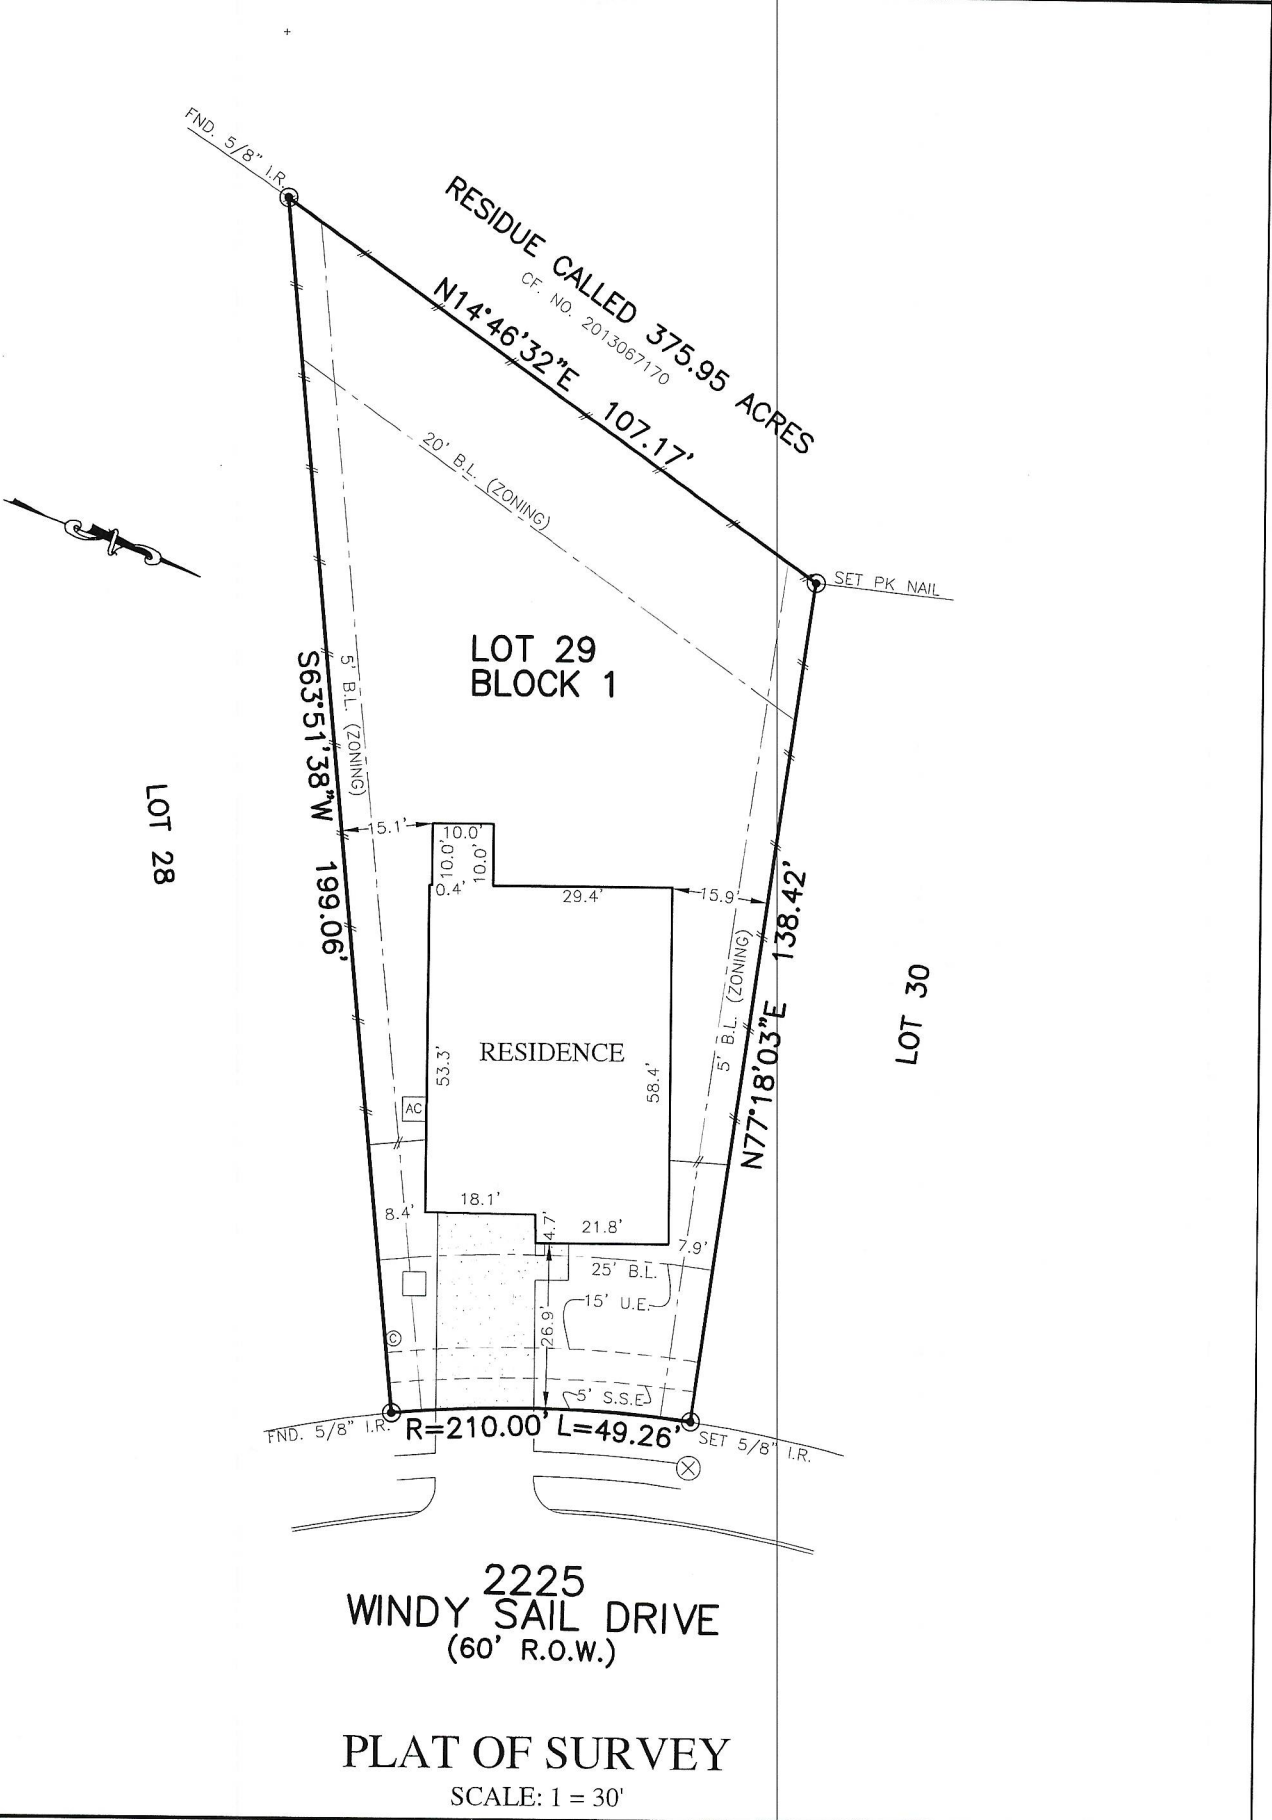 FND. 5/8" I.R.
RESIDUE CALLED 375.95 ACRES
CF. NO. 2013067170
N14°46'32"E 107.17'
20' B.L. (ZONING)
SET PK NAIL
LOT 29
BLOCK 1
S63°51'38"W 199.06'
5' B.L. (ZONING)
LOT 28
15.1'
10.0'
10.0'
10.0'
0.4'
29.4'
15.9'
N77°18'03"E 138.42'
5' B.L. (ZONING)
LOT 30
RESIDENCE
53.3'
58.4'
AC
18.1'
8.4'
4.7'
21.8'
7.9'
25' B.L.
15' U.E.
26.9'
C
5' S.S.E
FND. 5/8" I.R.
R=210.00' L=49.26'
SET 5/8" I.R.
2225
WINDY SAIL DRIVE
(60' R.O.W.)
PLAT OF SURVEY
SCALE: 1 = 30'